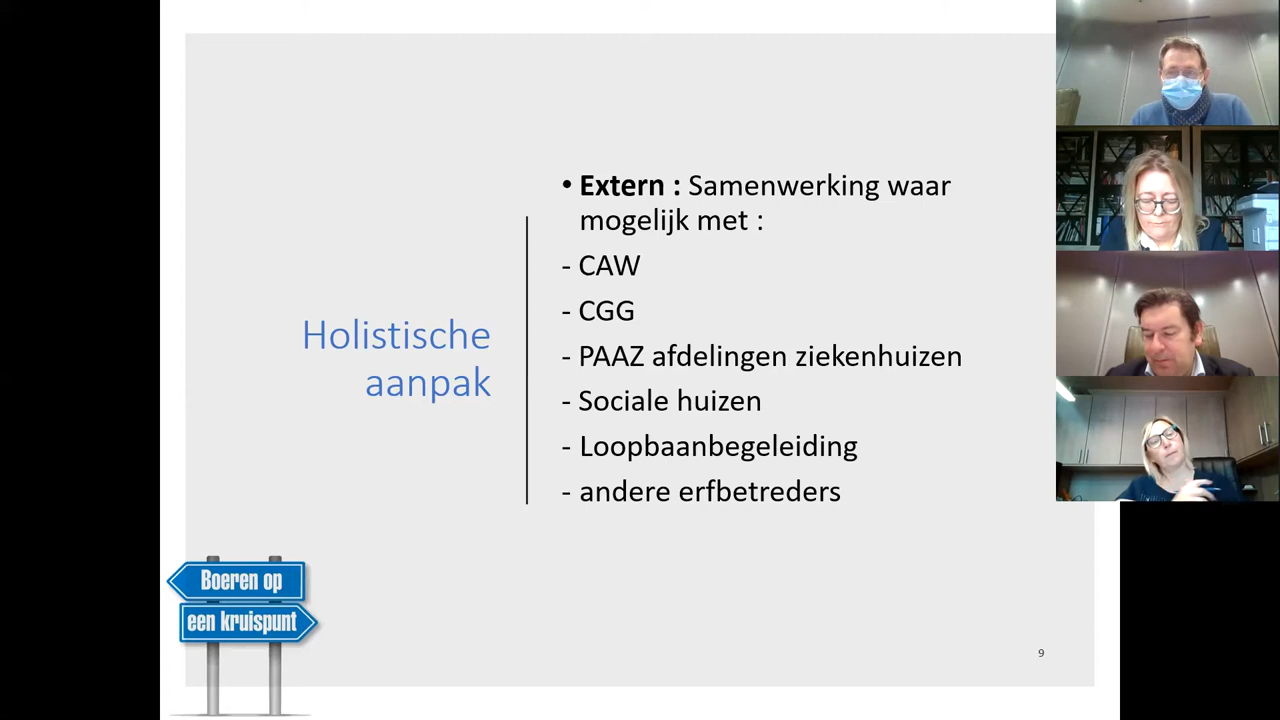 Holistische
aanpak
• Extern : Samenwerking waar
mogelijk met :
- CAW
- CGG
- PAAZ afdelingen ziekenhuizen
- Sociale huizen
- Loopbaanbegeleiding
- andere erfbetreders
Boeren op
een kruispunt
9